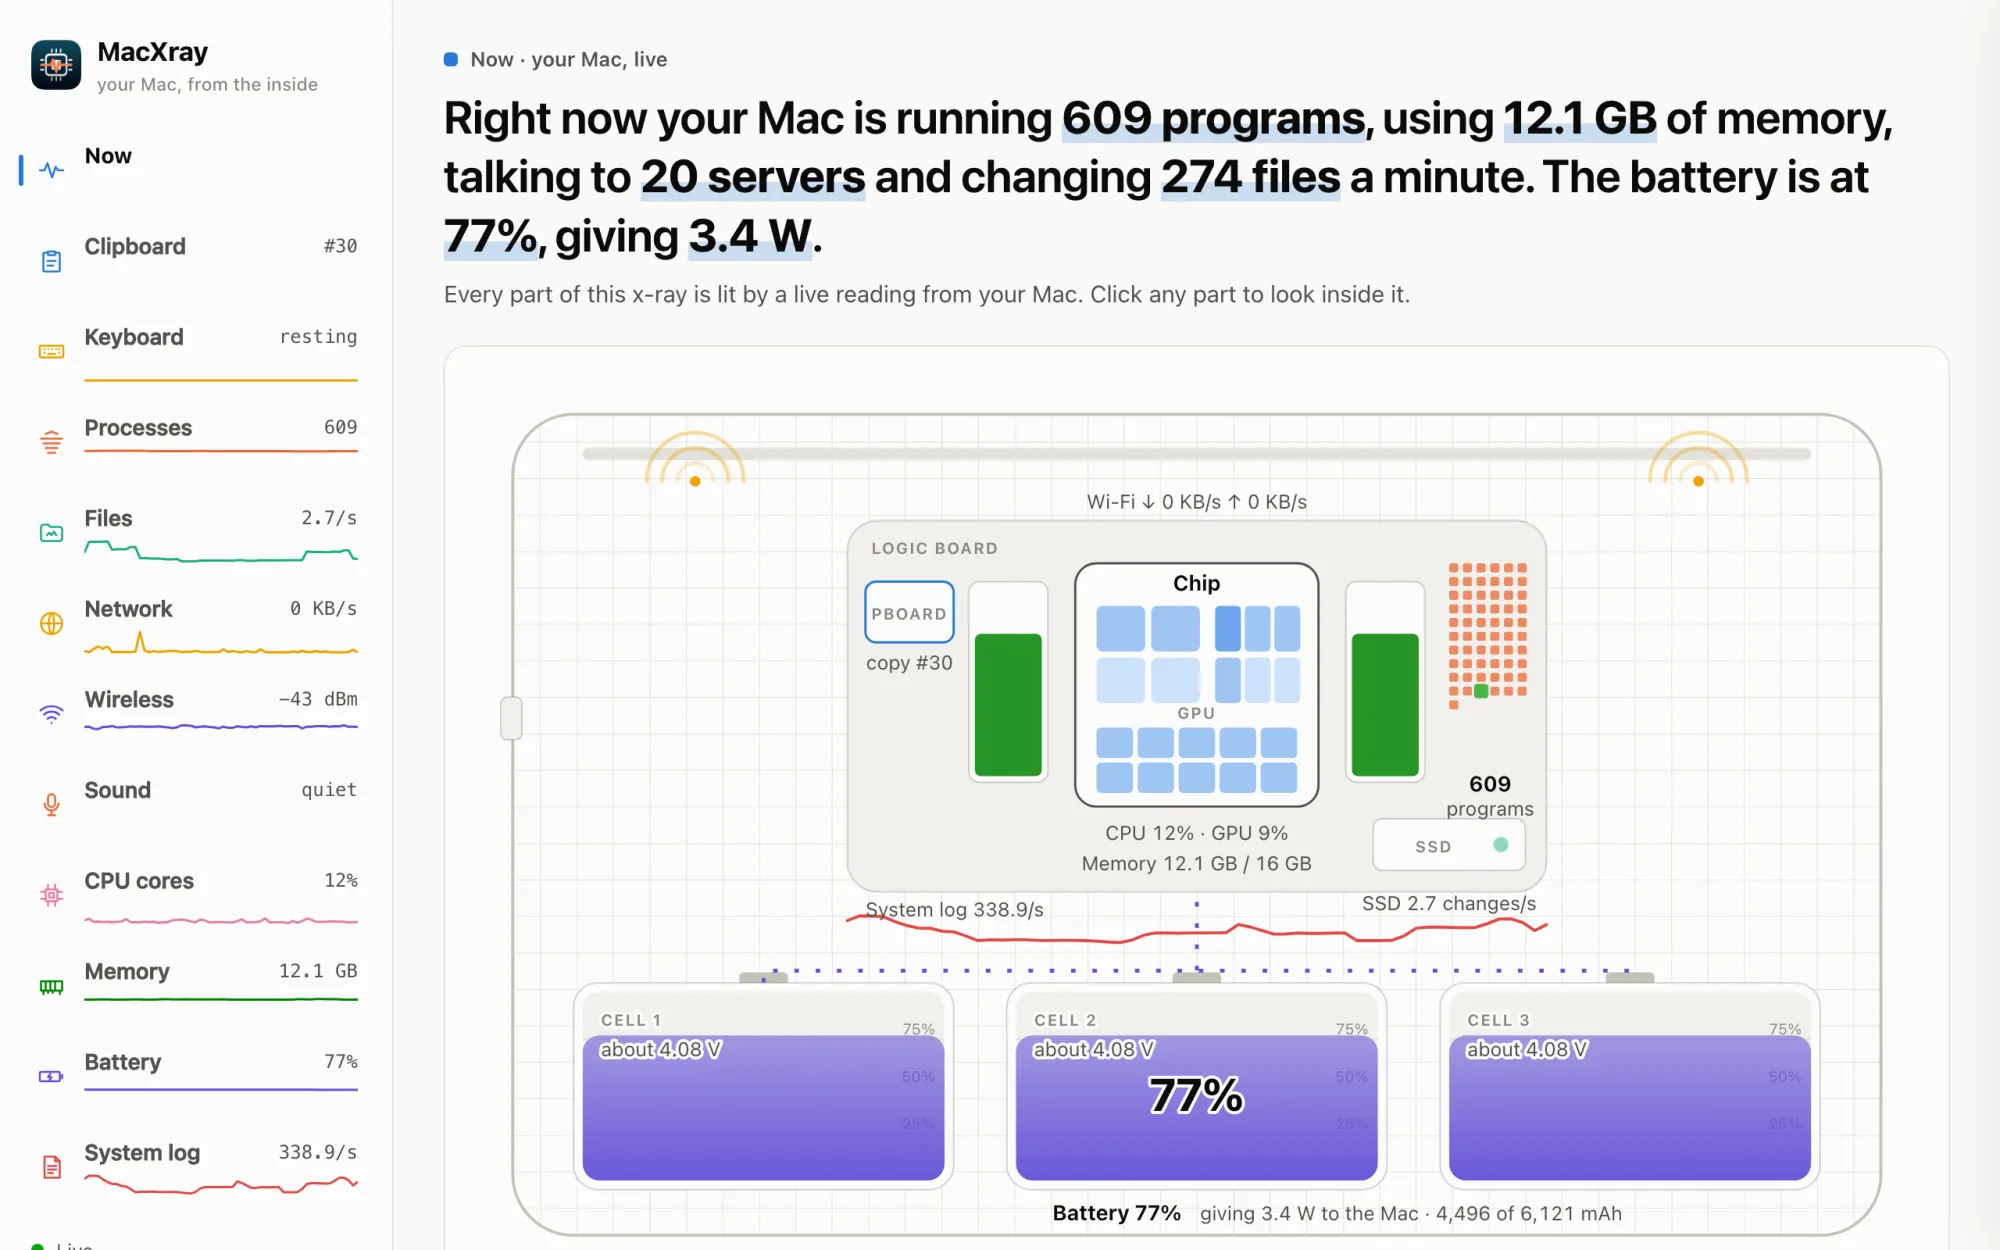 MacXray
your Mac, from the inside
Now
Clipboard #30
Keyboard resting
Processes 609
Files 2.7/s
Network 0 KB/s
Wireless −43 dBm
Sound quiet
CPU cores 12%
Memory 12.1 GB
Battery 77%
System log 338.9/s
Live
Now · your Mac, live
Right now your Mac is running 609 programs, using 12.1 GB of memory,
talking to 20 servers and changing 274 files a minute. The battery is at
77%, giving 3.4 W.
Every part of this x-ray is lit by a live reading from your Mac. Click any part to look inside it.
Wi-Fi ↓ 0 KB/s ↑ 0 KB/s
LOGIC BOARD
PBOARD
copy #30
Chip
GPU
CPU 12% · GPU 9%
Memory 12.1 GB / 16 GB
609
programs
SSD
System log 338.9/s
SSD 2.7 changes/s
CELL 1
about 4.08 V
75%
50%
25%
CELL 2
about 4.08 V
77%
75%
50%
25%
CELL 3
about 4.08 V
75%
50%
25%
Battery 77% giving 3.4 W to the Mac · 4,496 of 6,121 mAh